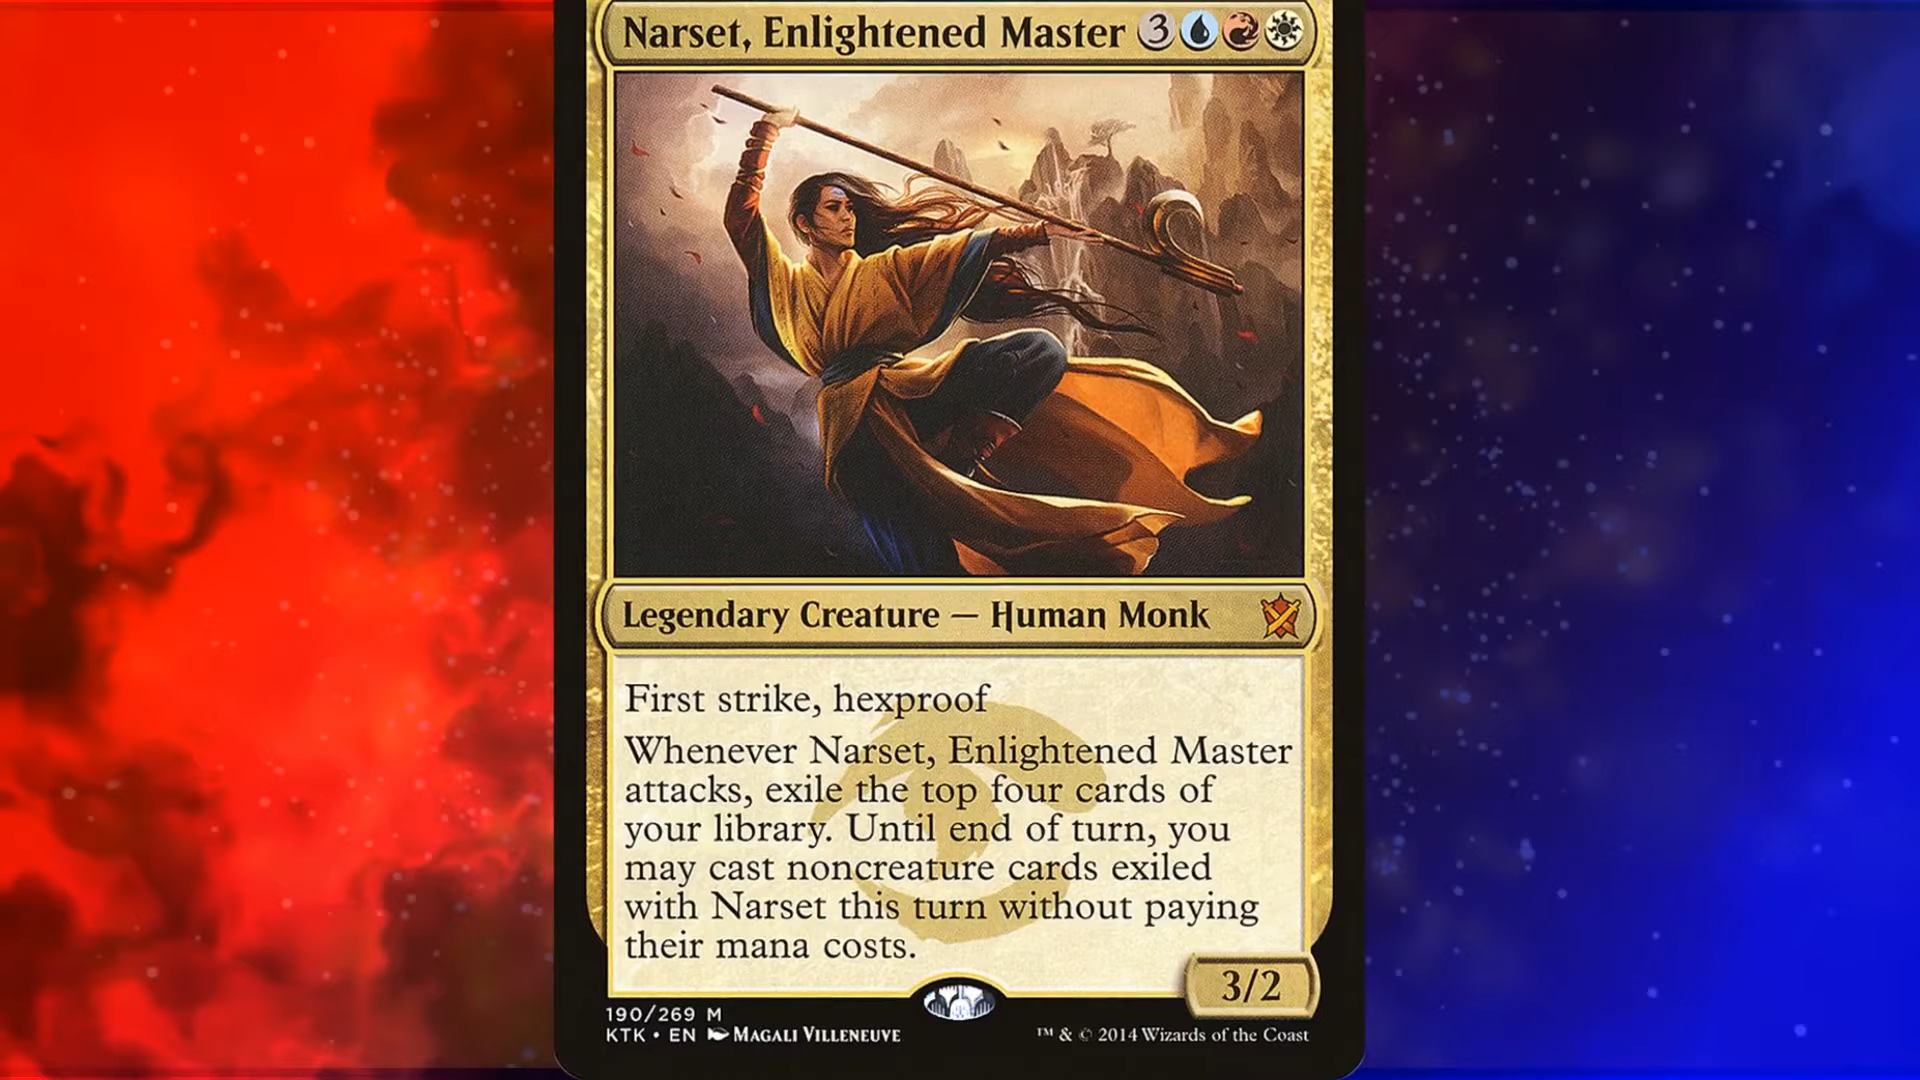 Narset, Enlightened Master 3
Legendary Creature — Human Monk
First strike, hexproof
Whenever Narset, Enlightened Master
attacks, exile the top four cards of
your library. Until end of turn, you
may cast noncreature cards exiled
with Narset this turn without paying
their mana costs.
3/2
190/269 M
KTK • EN MAGALI VILLENEUVE
™ & © 2014 Wizards of the Coast